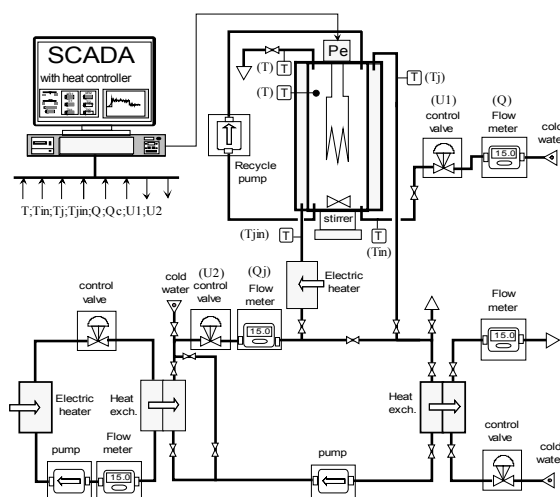 SCADA
with heat controller
Pe
(T)
T
(T)
T
T
(Tj)
(U1)
control
valve
(Q)
Flow
meter
cold
water
15.0
Recycle
pump
T;Tin;Tj;Tjin;Q;Qc;U1;U2
stirrer
(Tjin)
T
T
(Tin)
cold
water
(U2)
control
valve
(Qj)
Flow
meter
Electric
heater
control
valve
15.0
Flow
meter
15.0
Electric
heater
Heat
exch.
Heat
exch.
pump
Flow
meter
15.0
pump
control
valve
cold
water